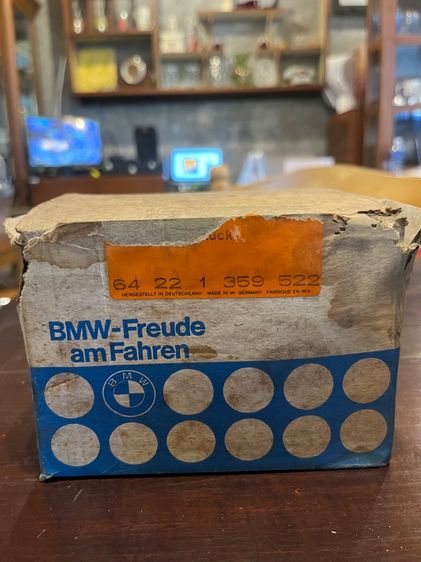 64 22 1 359 522
HERGESTELLT IN DEUTSCHLAND MADE IN W. GERMANY FABRIQUE EN RFA
BMW-Freude
am Fahren
BMW